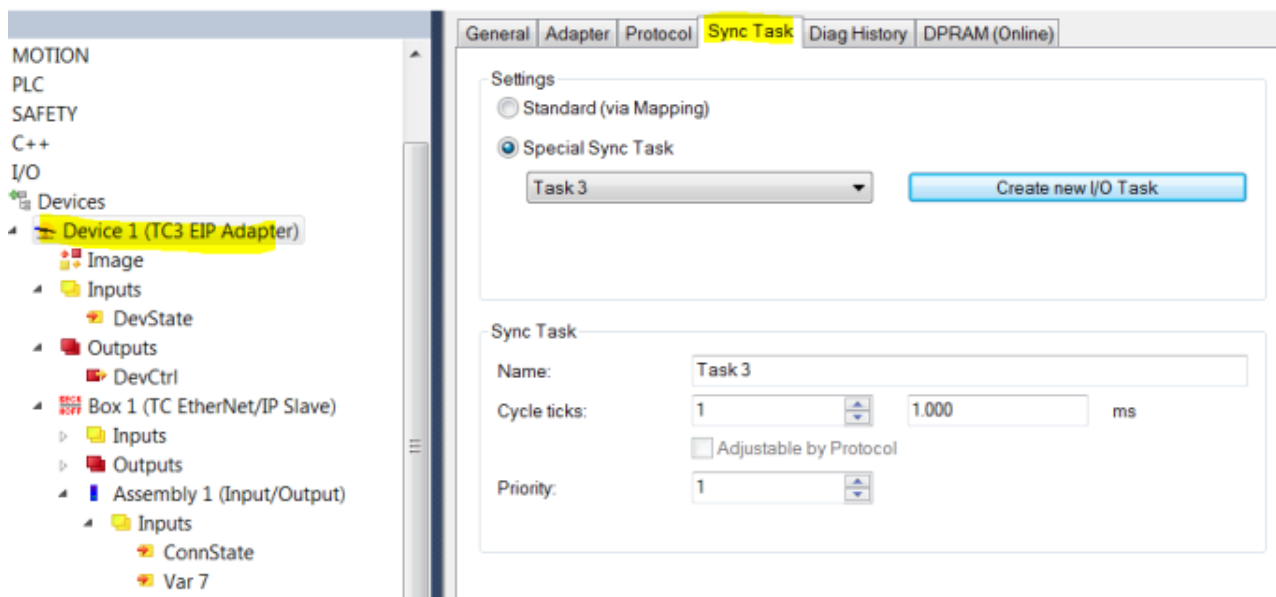 MOTION
PLC
SAFETY
C++
I/O
Devices
Device 1 (TC3 EIP Adapter)
Image
Inputs
DevState
Outputs
DevCtrl
Box 1 (TC EtherNet/IP Slave)
Inputs
Outputs
Assembly 1 (Input/Output)
Inputs
ConnState
Var 7
General Adapter Protocol Sync Task Diag History DPRAM (Online)
Settings
Standard (via Mapping)
Special Sync Task
Task 3 Create new I/O Task
Sync Task
Name: Task 3
Cycle ticks: 1 1.000 ms
Adjustable by Protocol
Priority: 1